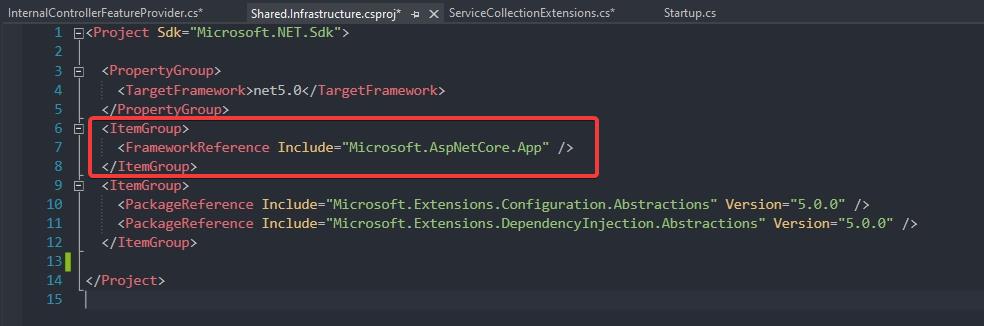 InternalControllerFeatureProvider.cs* Shared.Infrastructure.csproj* ServiceCollectionExtensions.cs* Startup.cs
1 <Project Sdk="Microsoft.NET.Sdk">
2
3 <PropertyGroup>
4 <TargetFramework>net5.0</TargetFramework>
5 </PropertyGroup>
6 <ItemGroup>
7 <FrameworkReference Include="Microsoft.AspNetCore.App" />
8 </ItemGroup>
9 <ItemGroup>
10 <PackageReference Include="Microsoft.Extensions.Configuration.Abstractions" Version="5.0.0" />
11 <PackageReference Include="Microsoft.Extensions.DependencyInjection.Abstractions" Version="5.0.0" />
12 </ItemGroup>
13
14 </Project>
15